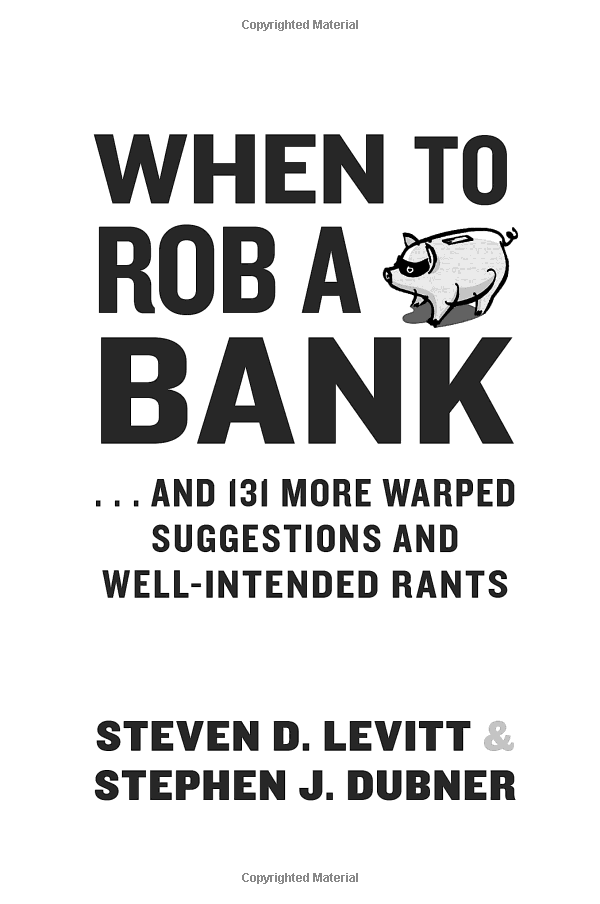 Copyrighted Material
WHEN TO
ROB A
BANK
. . . AND 131 MORE WARPED
SUGGESTIONS AND
WELL-INTENDED RANTS
STEVEN D. LEVITT &
STEPHEN J. DUBNER
Copyrighted Material